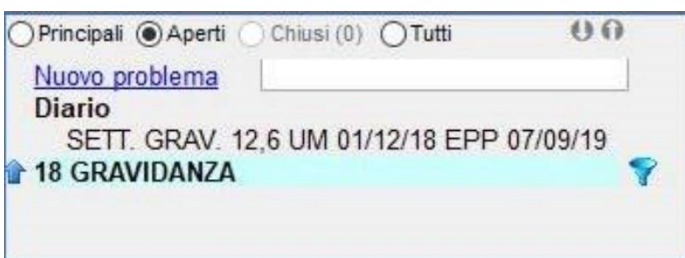 Principali Aperti Chiusi (0) Tutti
Nuovo problema
Diario
SETT. GRAV. 12,6 UM 01/12/18 EPP 07/09/19
18 GRAVIDANZA